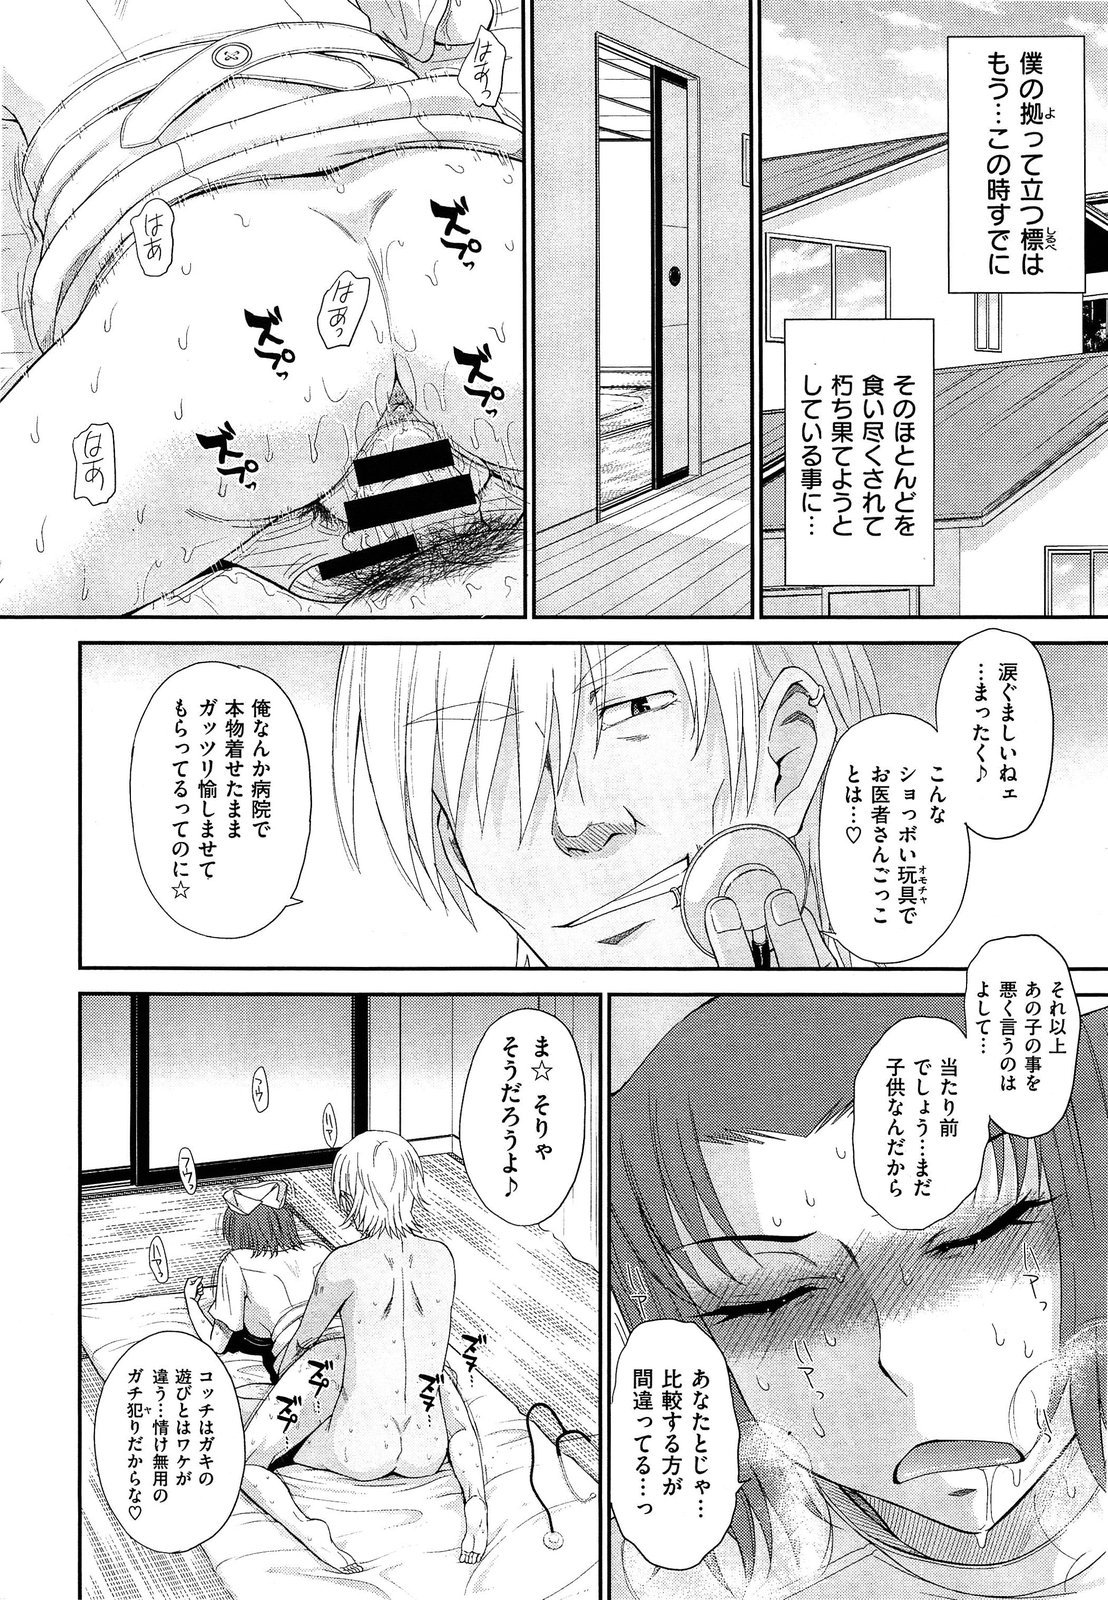 僕の拠って立つ標は
もう…この時すでに
よ
しるべ
そのほとんどを
食い尽くされて
朽ち果てようと
している事に…
はぁっ
はあ
はあっ
はあ
ズプッ
ズプッ
ズプッ
ズプッ
涙ぐましいねェ
…まったく♪
こんな
ショっボい玩具で
お医者さんごっこ
とは…♡
オモチャ
俺なんか病院で
本物着せたまま
ガッツリ愉しませて
もらってるってのに☆
それ以上
あの子の事を
悪く言うのは
よして…
当たり前
でしょう…まだ
子供なんだから
あなたとじゃ…
比較する方が
間違ってる…っ
ま☆そりゃ
そうだろうよ♪
コッチはガキの
遊びとはワケが
違う…情け無用の
ガチ犯りだからな♡
ヤ